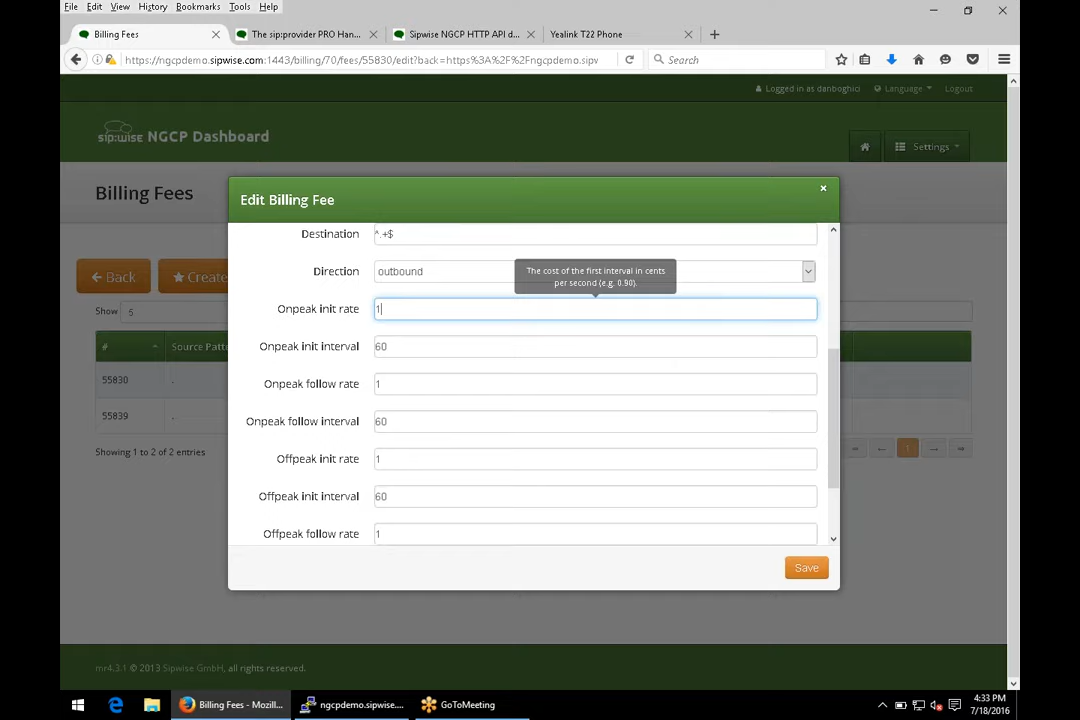 File Edit View History Bookmarks Tools Help
Billing Fees
The sip:provider PRO Han...
Sipwise NGCP HTTP API d...
Yealink T22 Phone
https://ngcpdemo.sipwise.com:1443/billing/70/fees/55830/edit?back=https%3A%2F%2Fngcpdemo.sipv
Search
Logged in as danboghici Language Logout
sip:wise NGCP Dashboard
Settings
Billing Fees
Edit Billing Fee
×
Destination ^.+$
Direction outbound
The cost of the first interval in cents
per second (e.g. 0.90).
Onpeak init rate 1
Onpeak init interval 60
Onpeak follow rate 1
Onpeak follow interval 60
Offpeak init rate 1
Offpeak init interval 60
Offpeak follow rate 1
Save
← Back
Create
Show 5
# Source Patt
55830 .
55839 .
Showing 1 to 2 of 2 entries
« ← 1 → »
mr4.3.1 © 2013 Sipwise GmbH, all rights reserved.
Billing Fees - Mozill...
ngcpdemo.sipwise....
GoToMeeting
4:33 PM
7/18/2016